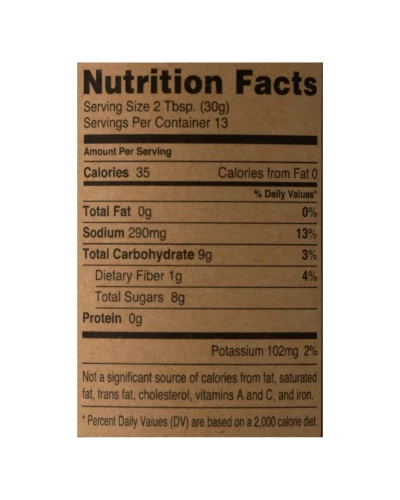 Nutrition Facts
Serving Size 2 Tbsp. (30g)
Servings Per Container 13
Amount Per Serving
Calories 35 Calories from Fat 0
% Daily Values*
Total Fat 0g 0%
Sodium 290mg 13%
Total Carbohydrate 9g 3%
Dietary Fiber 1g 4%
Total Sugars 8g
Protein 0g
Potassium 102mg 2%
Not a significant source of calories from fat, saturated
fat, trans fat, cholesterol, vitamins A and C, and iron.
* Percent Daily Values (DV) are based on a 2,000 calorie diet.